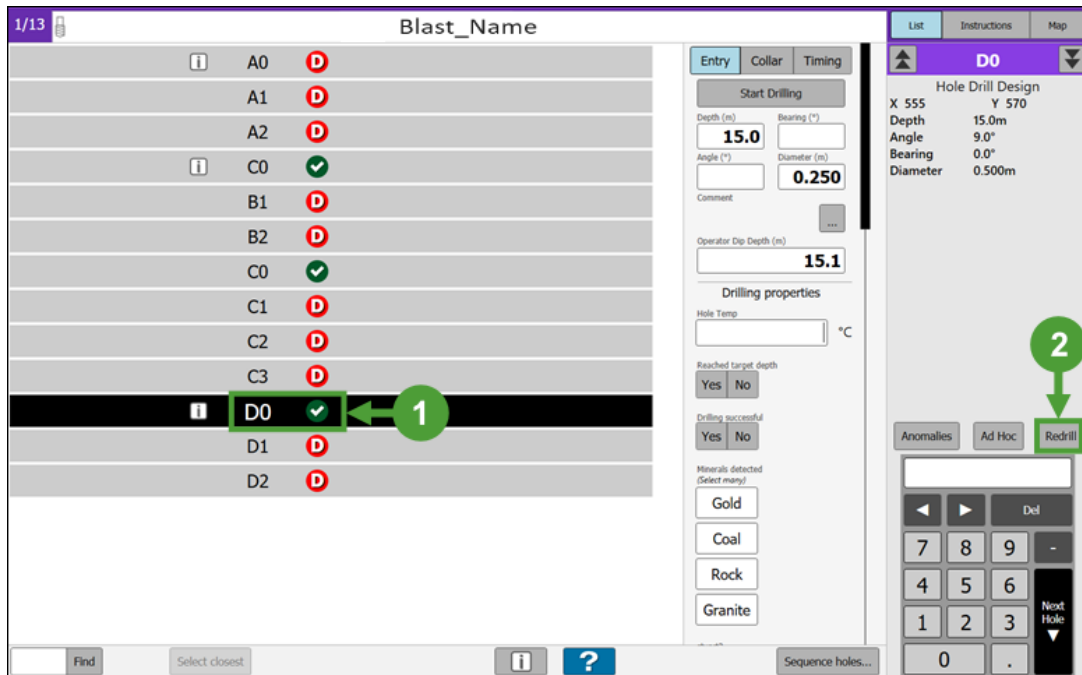 1/13
Blast_Name
List Instructions Map
i A0 D
A1 D
A2 D
i C0
B1 D
B2 D
C0
C1 D
C2 D
C3 D
i D0
1
D1 D
D2 D
Find
Select closest
i
?
Sequence holes...
Entry Collar Timing
Start Drilling
Depth (m) Bearing (°)
15.0
Angle (°) Diameter (m)
0.250
Comment
...
Operator Dip Depth (m)
15.1
Drilling properties
Hole Temp
°C
Reached target depth
Yes No
Drilling successful
Yes No
Minerals detected
(Select many)
Gold
Coal
Rock
Granite
D0
Hole Drill Design
X 555 Y 570
Depth 15.0m
Angle 9.0°
Bearing 0.0°
Diameter 0.500m
2
Anomalies Ad Hoc Redrill
◀ ▶ Del
7 8 9 -
4 5 6
1 2 3
Next
Hole
▼
0 .